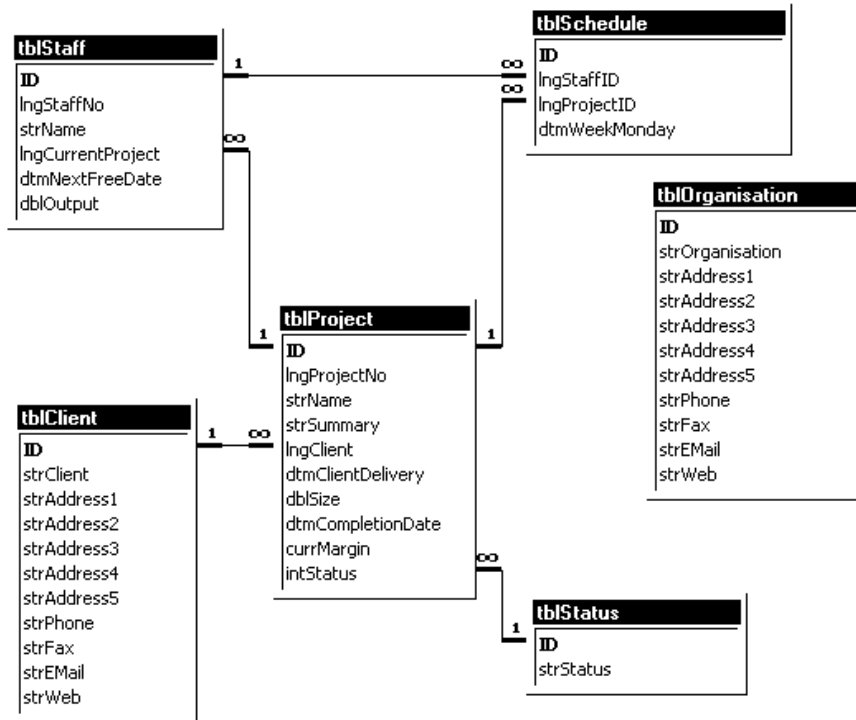 tblStaff
ID
lngStaffNo
strName
lngCurrentProject
dtmNextFreeDate
dblOutput
1
∞
tblSchedule
ID
lngStaffID
lngProjectID
dtmWeekMonday
∞
∞
tblOrganisation
ID
strOrganisation
strAddress1
strAddress2
strAddress3
strAddress4
strAddress5
strPhone
strFax
strEMail
strWeb
tblProject
ID
lngProjectNo
strName
strSummary
lngClient
dtmClientDelivery
dblSize
dtmCompletionDate
currMargin
intStatus
1
1
∞
∞
tblClient
ID
strClient
strAddress1
strAddress2
strAddress3
strAddress4
strAddress5
strPhone
strFax
strEMail
strWeb
1
tblStatus
ID
strStatus
1